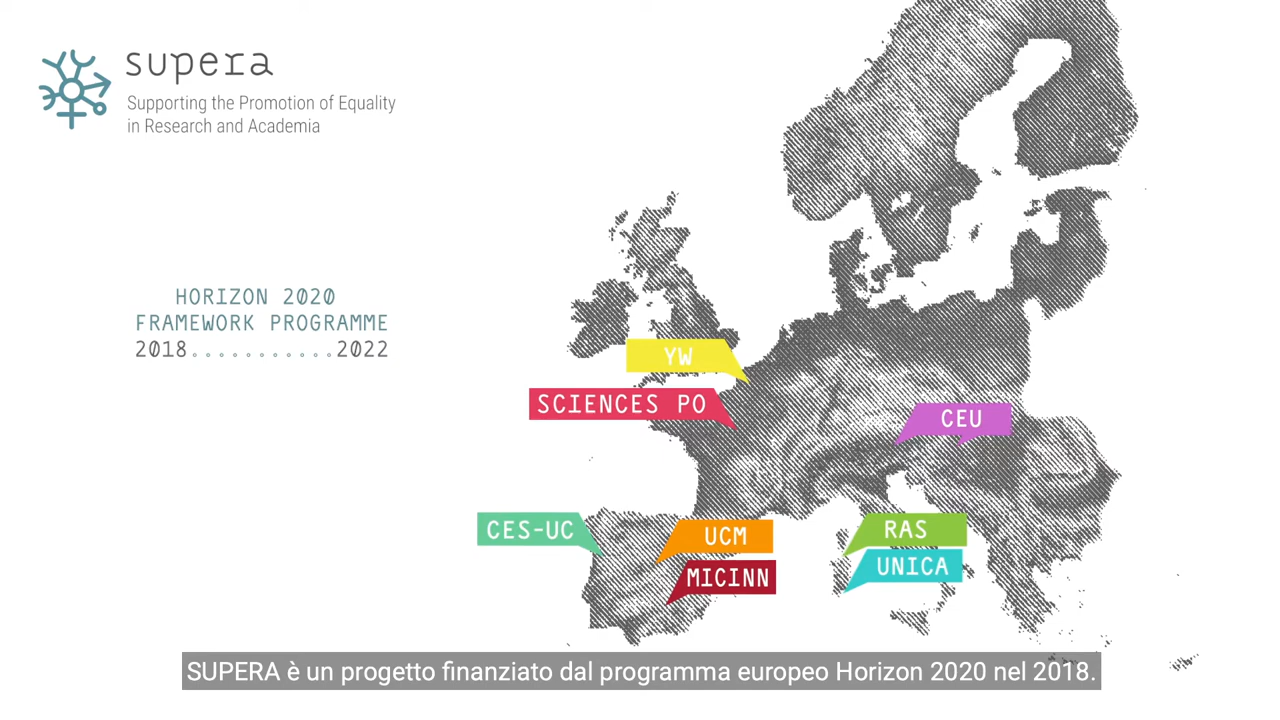 supera
Supporting the Promotion of Equality
in Research and Academia
HORIZON 2020
FRAMEWORK PROGRAMME
2018...........2022
YW
SCIENCES PO
CEU
CES-UC
UCM
RAS
UNICA
MICINN
SUPERA è un progetto finanziato dal programma europeo Horizon 2020 nel 2018.